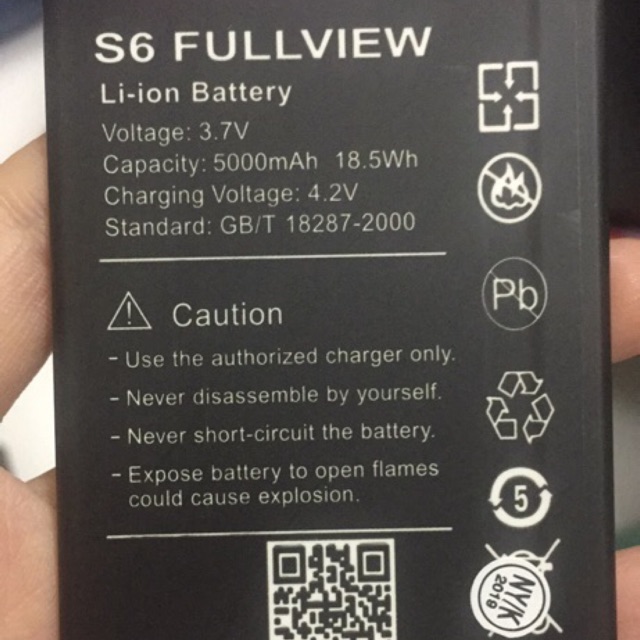 S6 FULLVIEW
Li-ion Battery
Voltage: 3.7V
Capacity: 5000mAh 18.5Wh
Charging Voltage: 4.2V
Standard: GB/T 18287-2000
Caution
- Use the authorized charger only.
- Never disassemble by yourself.
- Never short-circuit the battery.
- Expose battery to open flames
could cause explosion.
Pb
5
NYJK
2019